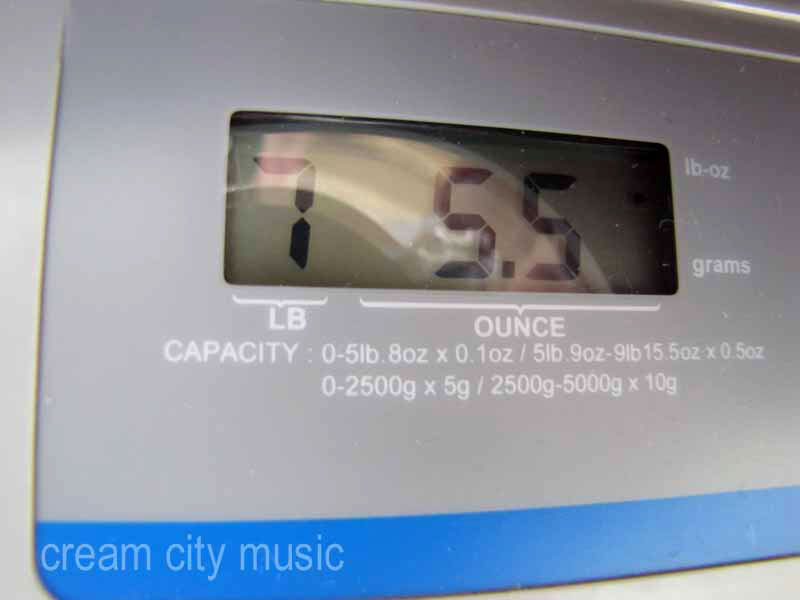 7 5.5
lb-oz
grams
LB OUNCE
CAPACITY : 0-5lb.8oz x 0.1oz / 5lb.9oz-9lb15.5oz x 0.5oz
0-2500g x 5g / 2500g-5000g x 10g
cream city music